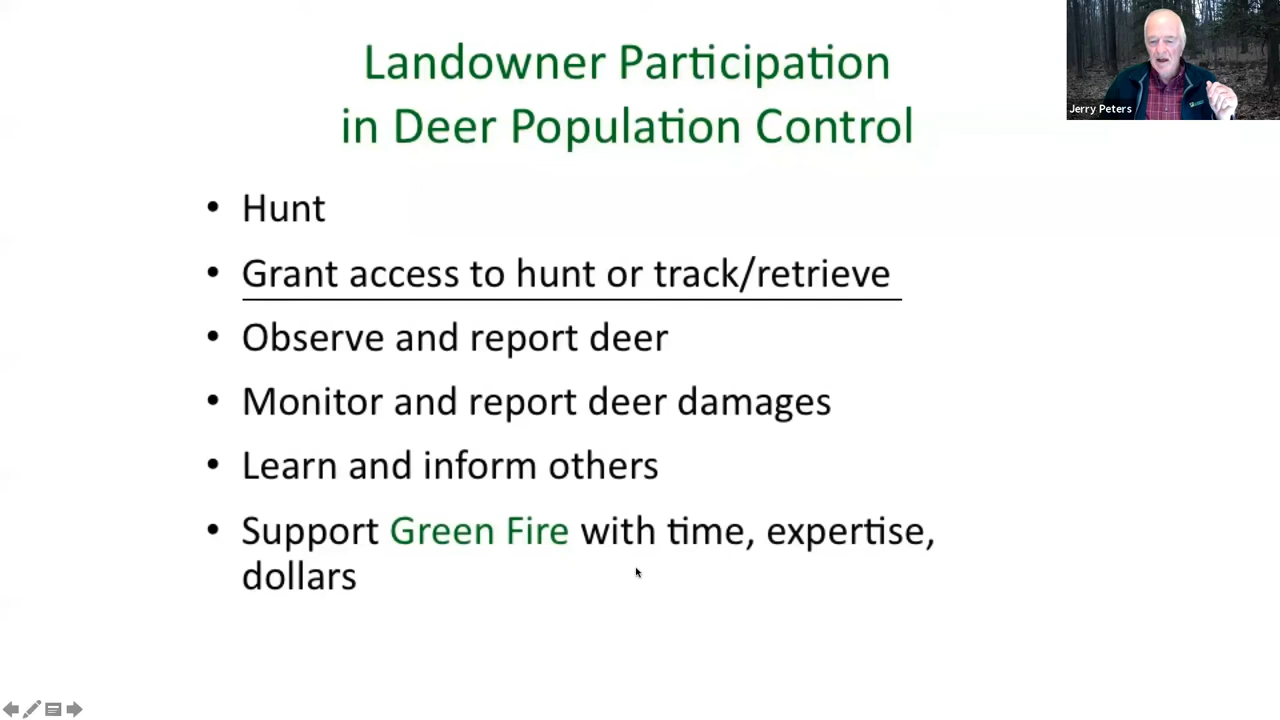 Landowner Participation
in Deer Population Control
Jerry Peters
• Hunt
• Grant access to hunt or track/retrieve
• Observe and report deer
• Monitor and report deer damages
• Learn and inform others
• Support Green Fire with time, expertise,
dollars